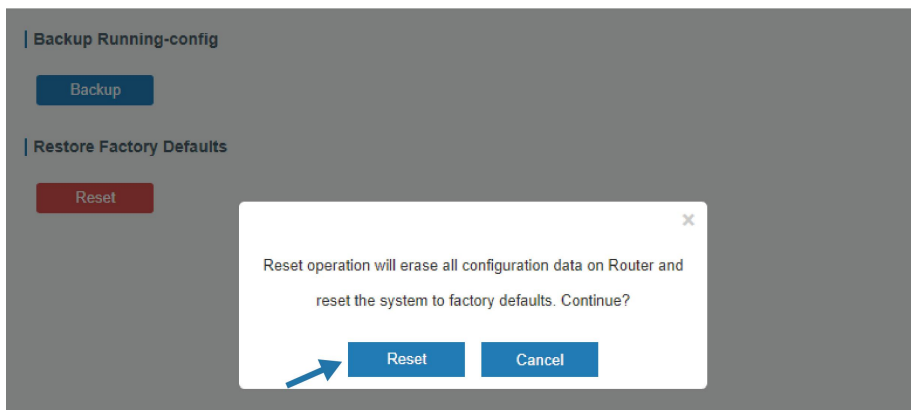 Backup Running-config
Backup
Restore Factory Defaults
Reset
×
Reset operation will erase all configuration data on Router and
reset the system to factory defaults. Continue?
Reset Cancel